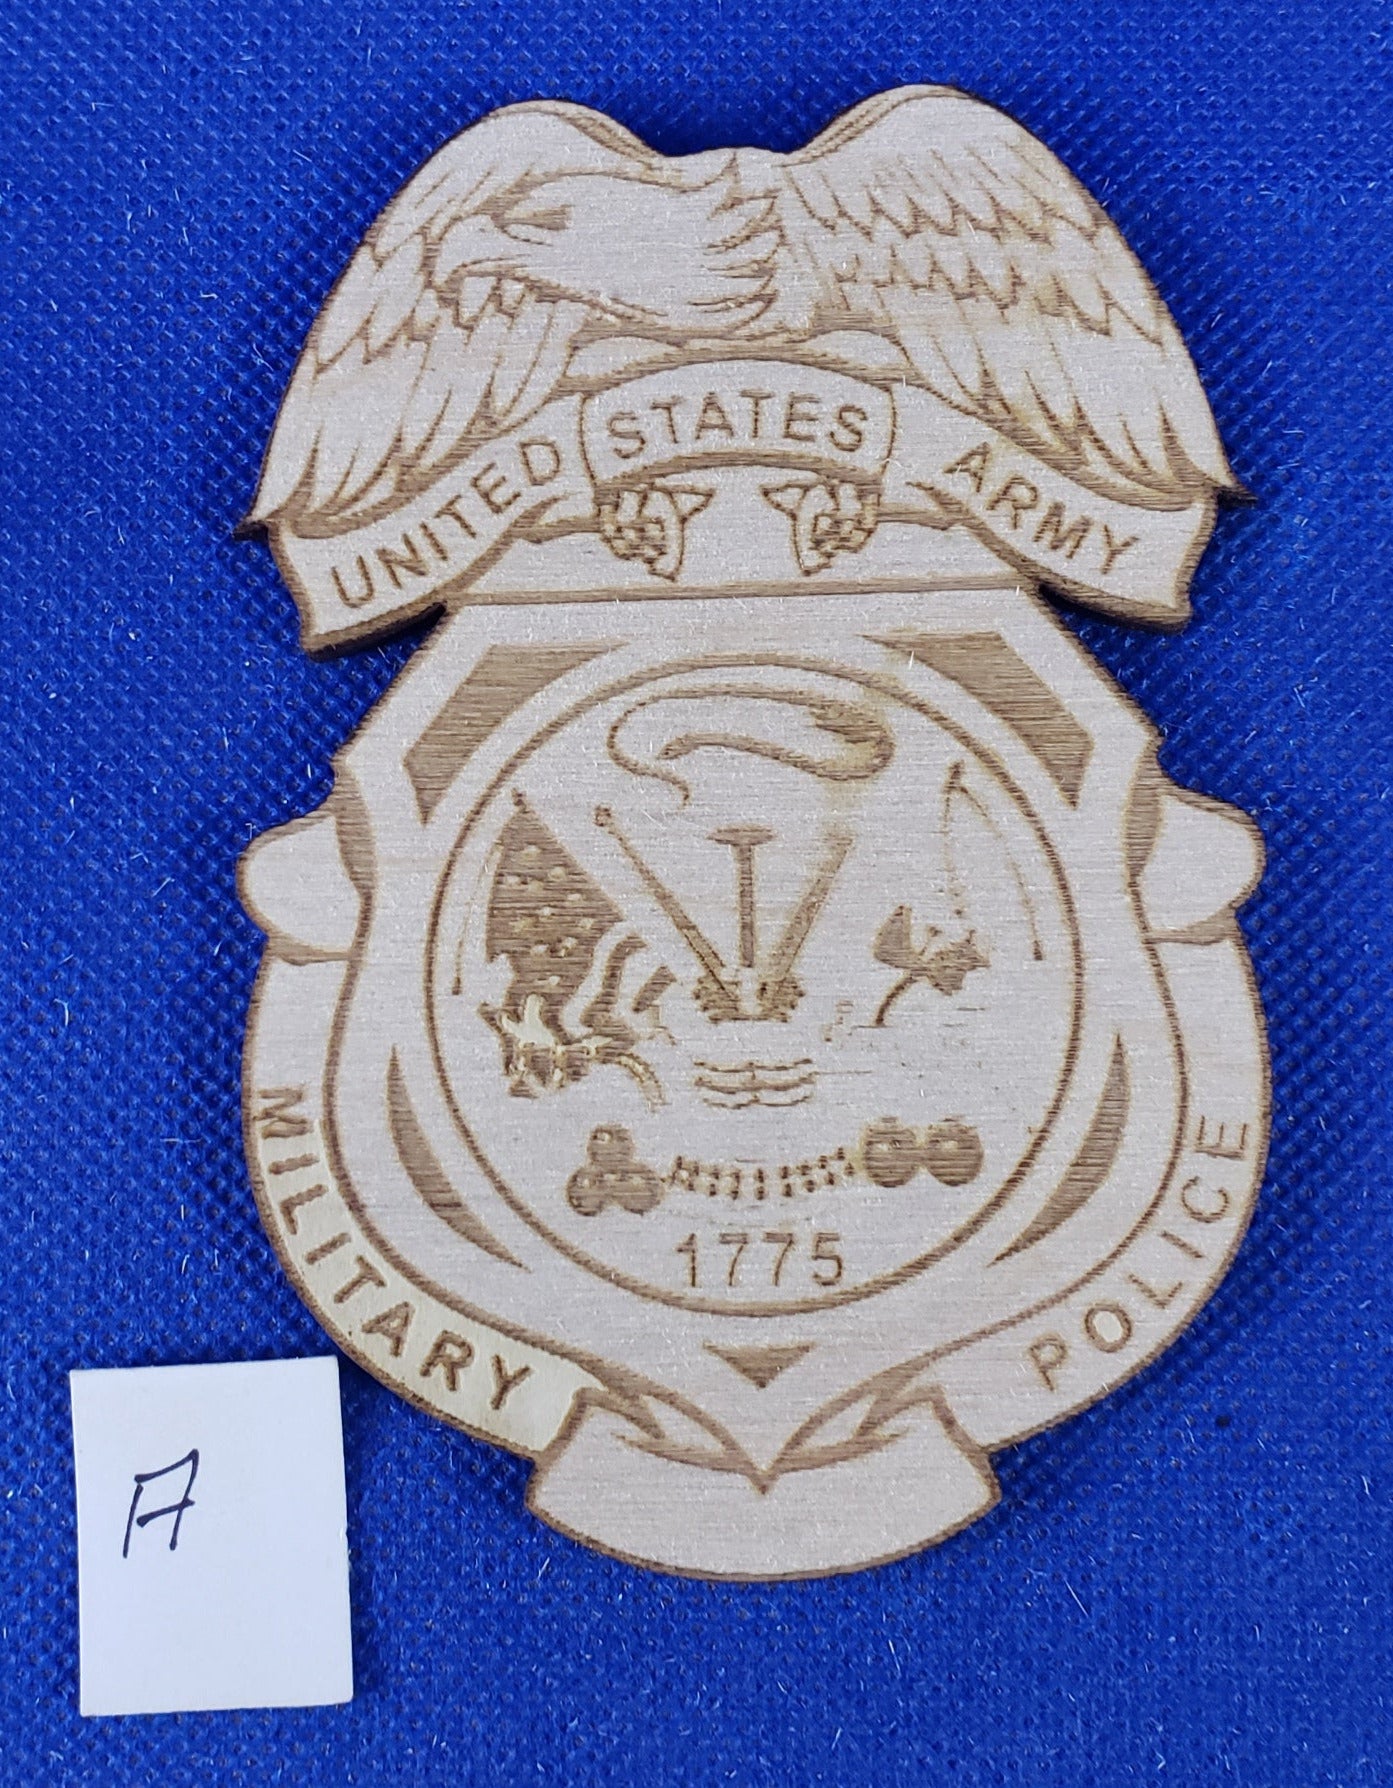 UNITED STATES ARMY
1775
MILITARY POLICE
A